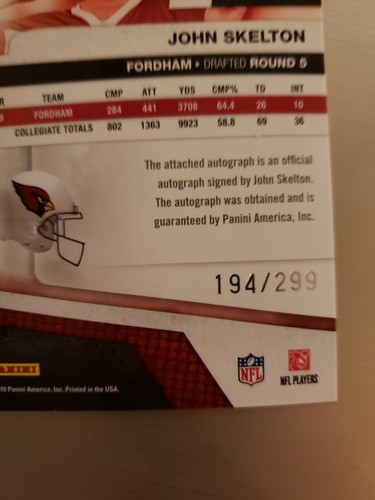 JOHN SKELTON
FORDHAM • DRAFTED ROUND 5
TEAM CMP ATT YDS CMP% TD INT
FORDHAM 284 441 3708 64.4 26 10
COLLEGIATE TOTALS 802 1363 9923 58.8 69 36
The attached autograph is an official
autograph signed by John Skelton.
The autograph was obtained and is
guaranteed by Panini America, Inc.
194/299
NFL
NFL PLAYERS
10 Panini America, Inc. Printed in the USA.